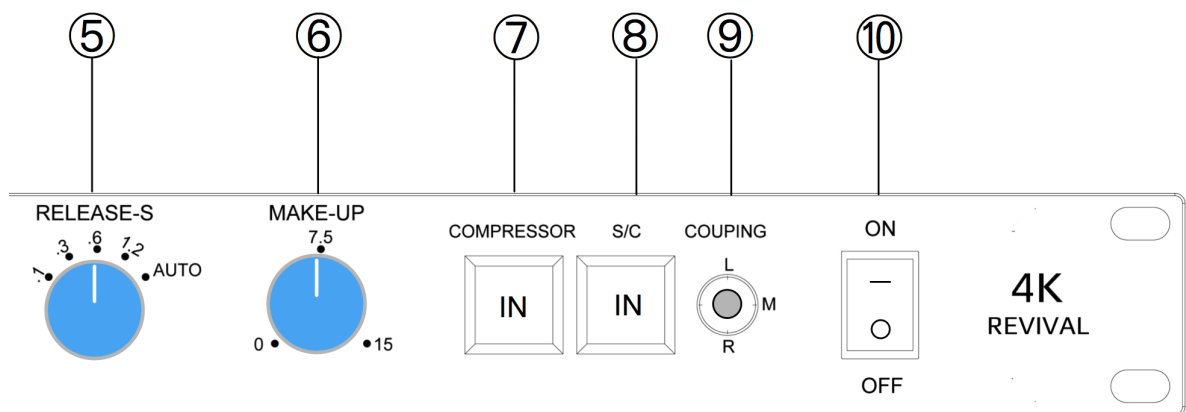 ⑤ ⑥ ⑦ ⑧ ⑨ ⑩
RELEASE-S
.1 .3 .6 1.2 AUTO
MAKE-UP
7.5
0 15
COMPRESSOR
IN
S/C
IN
COUPING
L
M
R
ON
OFF
4K
REVIVAL